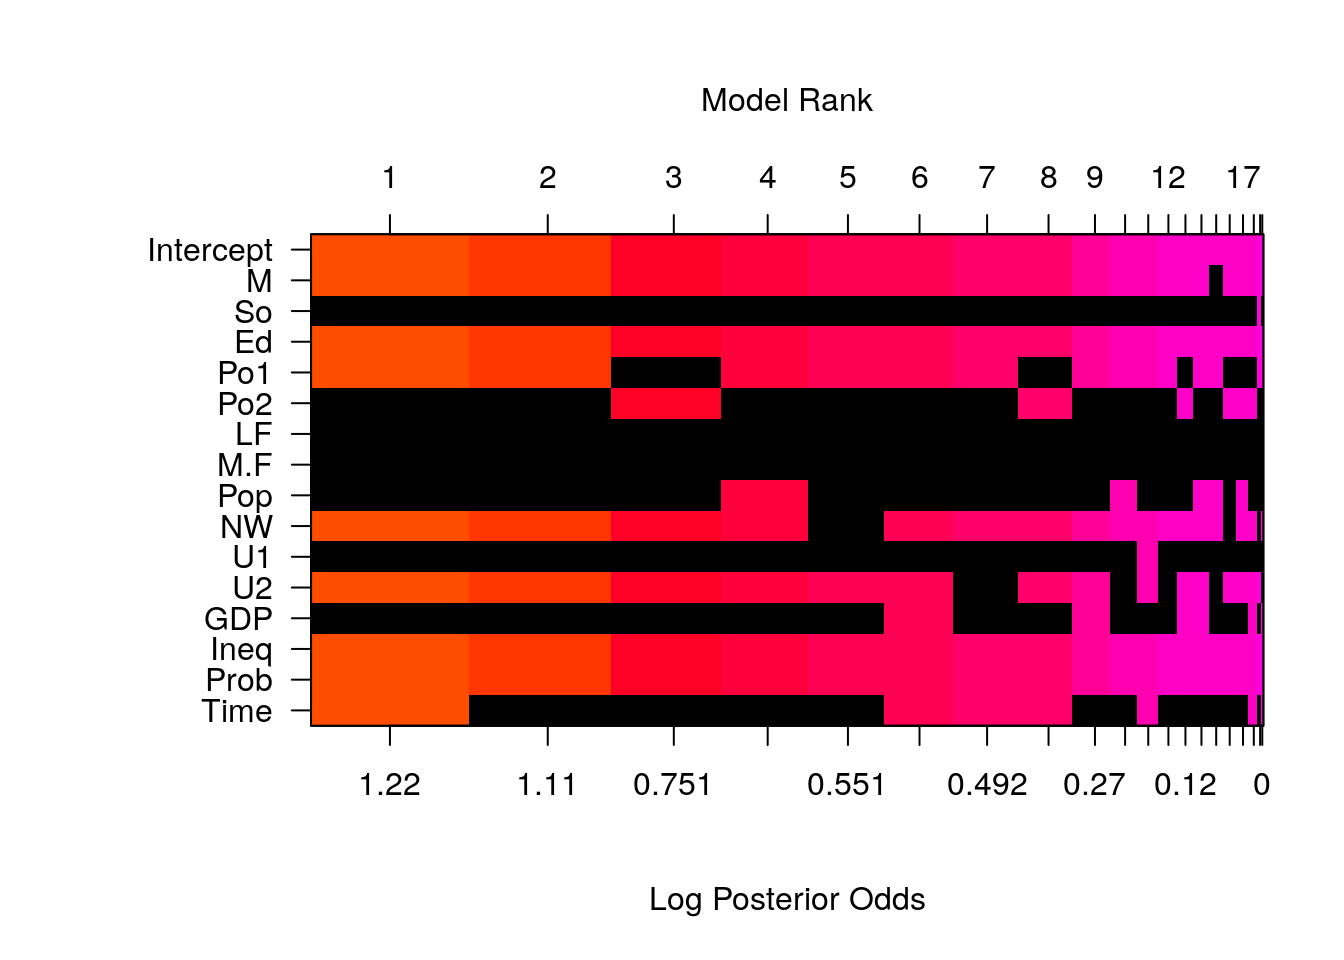 Model Rank
1 2 3 4 5 6 7 8 9 12 17
Intercept
M
So
Ed
Po1
Po2
LF
M.F
Pop
NW
U1
U2
GDP
Ineq
Prob
Time
1.22 1.11 0.751 0.551 0.492 0.27 0.12 0
Log Posterior Odds